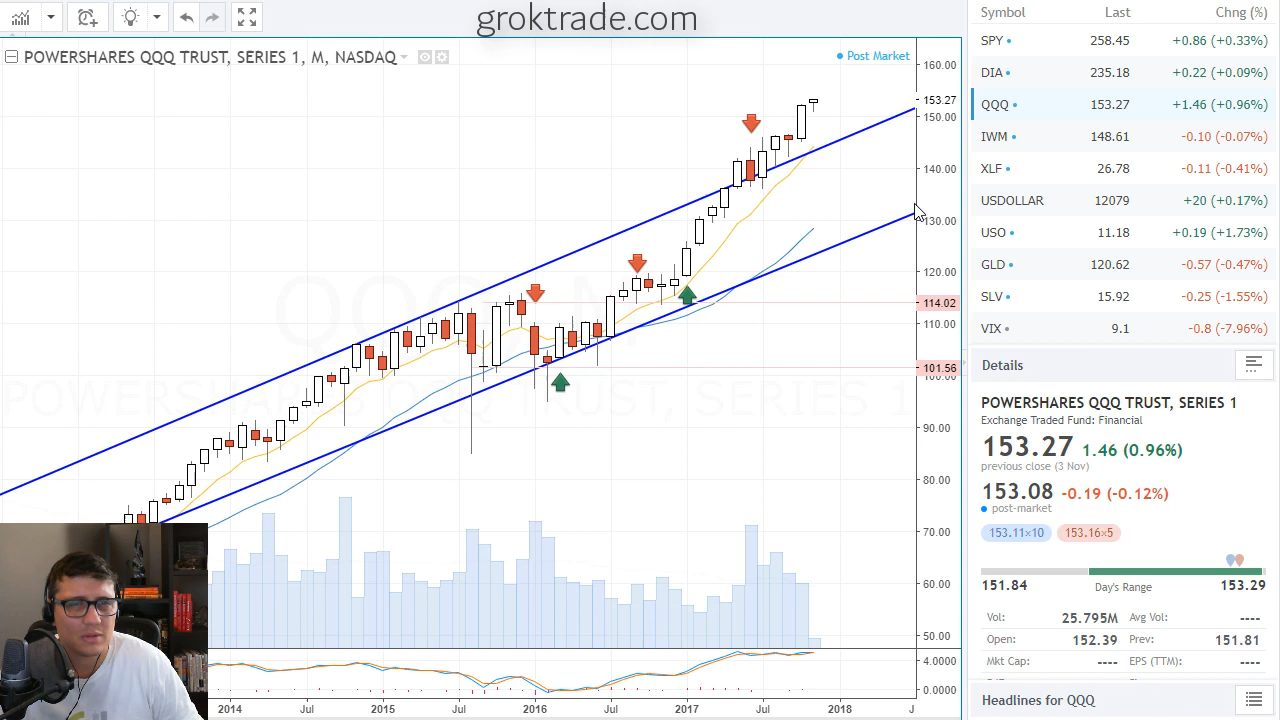 groktrade.com
POWERSHARES QQQ TRUST, SERIES 1, M, NASDAQ
Post Market
160.00
153.27
150.00
140.00
130.00
120.00
114.02
110.00
101.56
100.00
90.00
80.00
70.00
60.00
50.00
4.0000
0.0000
2014
Jul
2015
Jul
2016
Jul
2017
Jul
2018
J
POWERSHARES QQQ TRUST, SERIES 1
Symbol Last Chng (%)
SPY 258.45 +0.86 (+0.33%)
DIA 235.18 +0.22 (+0.09%)
QQQ 153.27 +1.46 (+0.96%)
IWM 148.61 -0.10 (-0.07%)
XLF 26.78 -0.11 (-0.41%)
USDOLLAR 12079 +20 (+0.17%)
USO 11.18 +0.19 (+1.73%)
GLD 120.62 -0.57 (-0.47%)
SLV 15.92 -0.25 (-1.55%)
VIX 9.1 -0.8 (-7.96%)
Details
POWERSHARES QQQ TRUST, SERIES 1
Exchange Traded Fund: Financial
153.27 1.46 (0.96%)
previous close (3 Nov)
153.08 -0.19 (-0.12%)
post-market
153.11×10 153.16×5
151.84 Day's Range 153.29
Vol: 25.795M Avg Vol: ----
Open: 152.39 Prev: 151.81
Mkt Cap: ---- EPS (TTM): ----
Headlines for QQQ